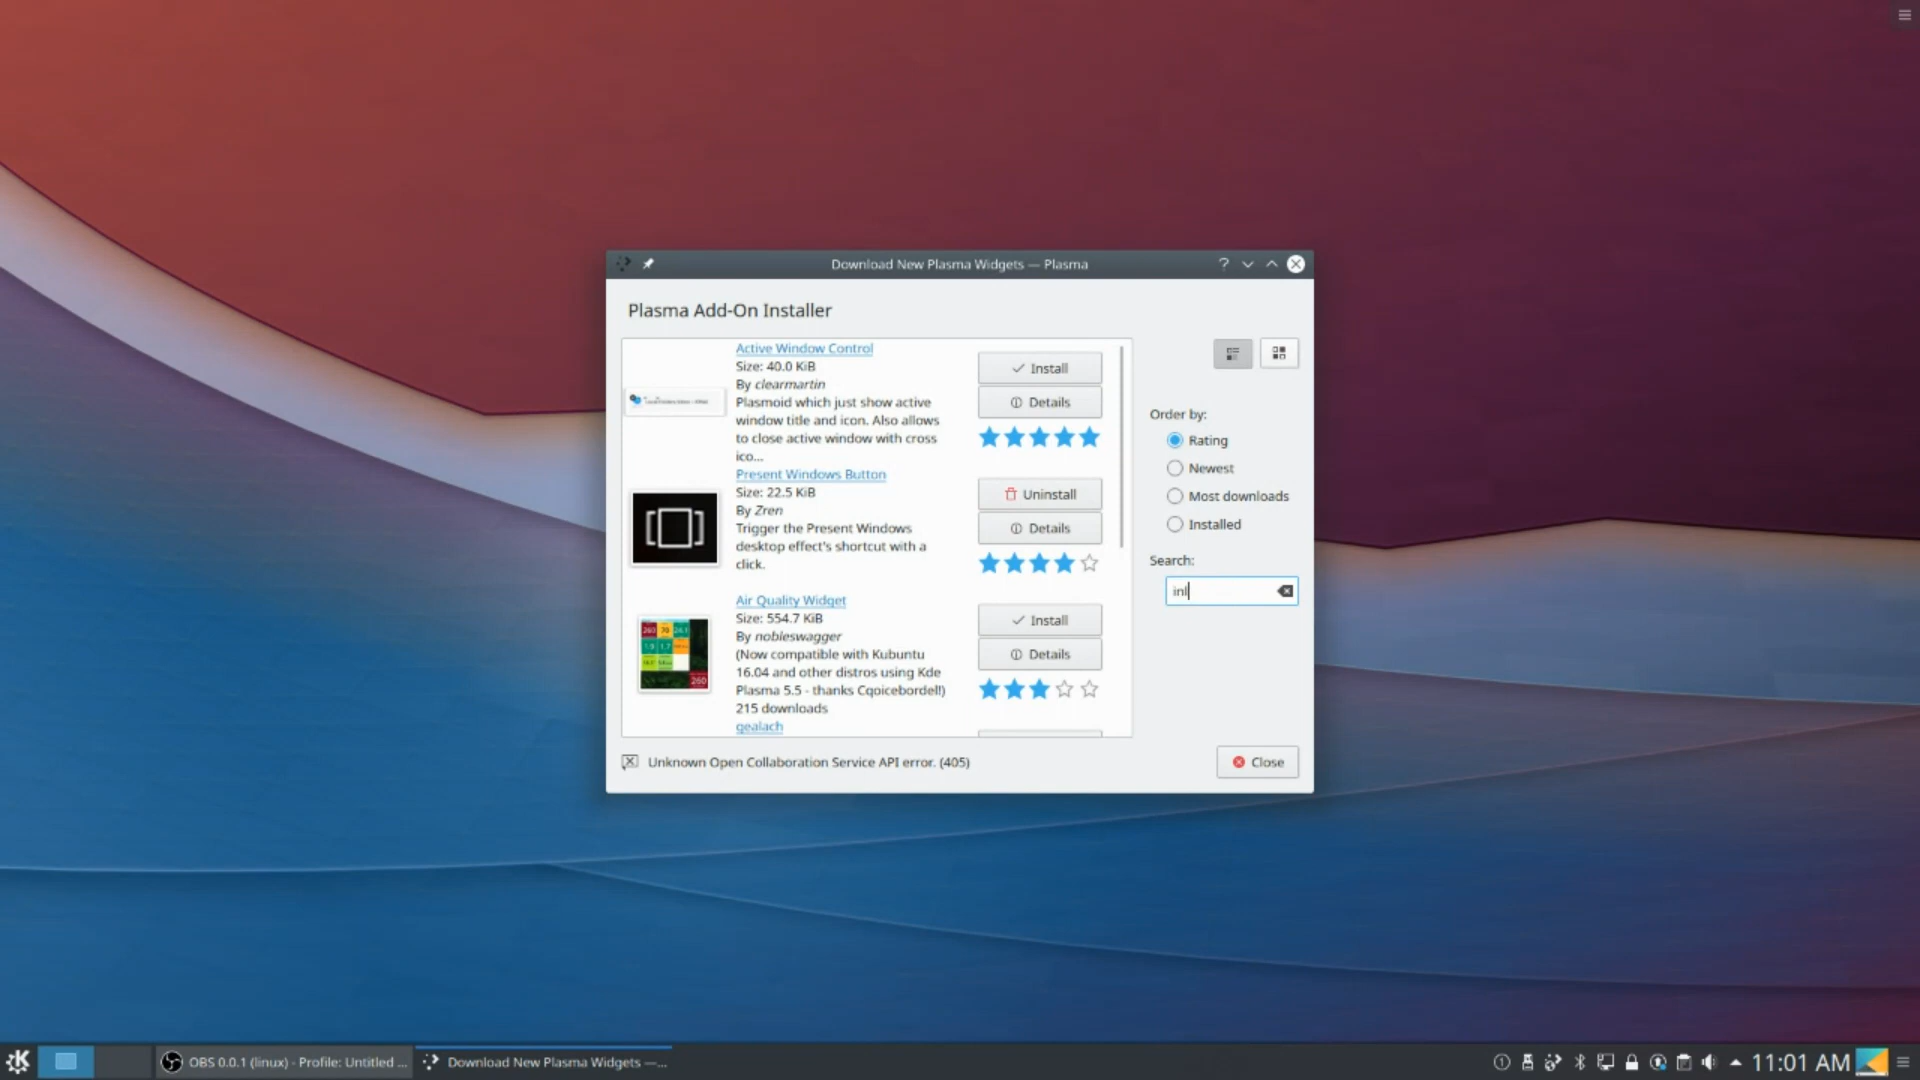 Download New Plasma Widgets — Plasma
Plasma Add-On Installer
Active Window Control
Size: 40.0 KiB
By clearmartin
Plasmoid which just show active
window title and icon. Also allows
to close active window with cross
ico...
Install
Details
Present Windows Button
Size: 22.5 KiB
By Zren
Trigger the Present Windows
desktop effect's shortcut with a
click.
Uninstall
Details
Air Quality Widget
Size: 554.7 KiB
By nobleswagger
(Now compatible with Kubuntu
16.04 and other distros using Kde
Plasma 5.5 - thanks Cqoicebordel!)
215 downloads
Install
Details
gealach
Order by:
Rating
Newest
Most downloads
Installed
Search:
inl
Unknown Open Collaboration Service API error. (405)
Close
OBS 0.0.1 (linux) - Profile: Untitled ...
Download New Plasma Widgets —...
11:01 AM